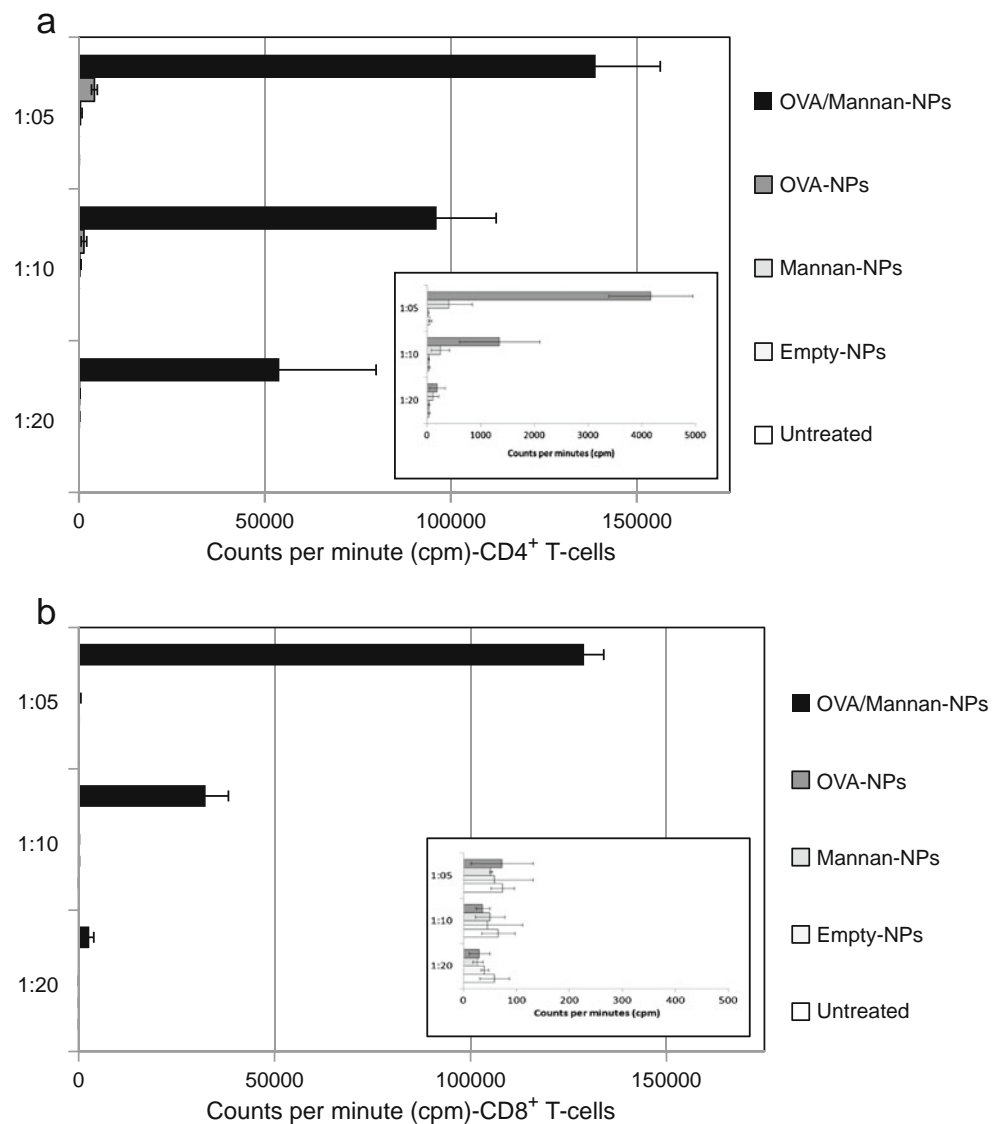 a
1:05
1:10
1:20
0 50000 100000 150000
Counts per minute (cpm)-CD4+ T-cells
OVA/Mannan-NPs
OVA-NPs
Mannan-NPs
Empty-NPs
Untreated
1:05
1:10
1:20
0 1000 2000 3000 4000 5000
Counts per minutes (cpm)
b
1:05
1:10
1:20
0 50000 100000 150000
Counts per minute (cpm)-CD8+ T-cells
OVA/Mannan-NPs
OVA-NPs
Mannan-NPs
Empty-NPs
Untreated
1:05
1:10
1:20
0 100 200 300 400 500
Counts per minutes (cpm)